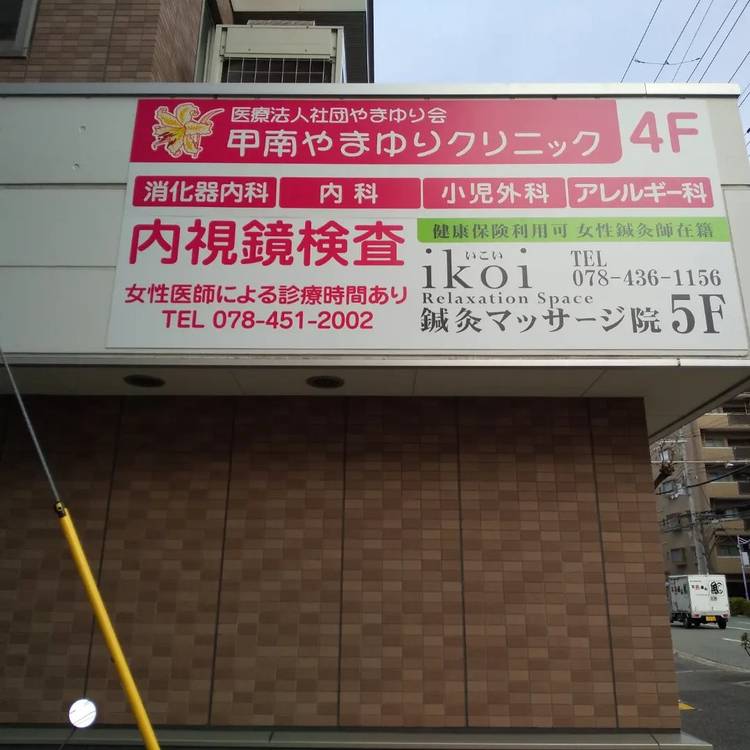 医療法人社団やまゆり会
甲南やまゆりクリニック
4F
消化器内科 内科 小児外科 アレルギー科
内視鏡検査
女性医師による診療時間あり
TEL 078-451-2002
健康保険利用可 女性鍼灸師在籍
いこい
ikoi
Relaxation Space
TEL
078-436-1156
鍼灸マッサージ院 5F